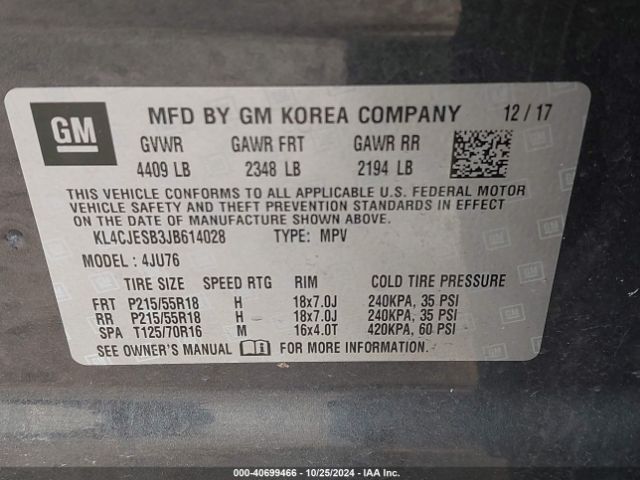 GM
MFD BY GM KOREA COMPANY 12 / 17
GVWR GAWR FRT GAWR RR
4409 LB 2348 LB 2194 LB
THIS VEHICLE CONFORMS TO ALL APPLICABLE U.S. FEDERAL MOTOR
VEHICLE SAFETY AND THEFT PREVENTION STANDARDS IN EFFECT
ON THE DATE OF MANUFACTURE SHOWN ABOVE.
KL4CJESB3JB614028 TYPE: MPV
MODEL : 4JU76
TIRE SIZE SPEED RTG RIM COLD TIRE PRESSURE
FRT P215/55R18 H 18x7.0J 240KPA, 35 PSI
RR P215/55R18 H 18x7.0J 240KPA, 35 PSI
SPA T125/70R16 M 16x4.0T 420KPA, 60 PSI
SEE OWNER'S MANUAL FOR MORE INFORMATION.
000-40699466 - 10/25/2024 - IAA Inc.